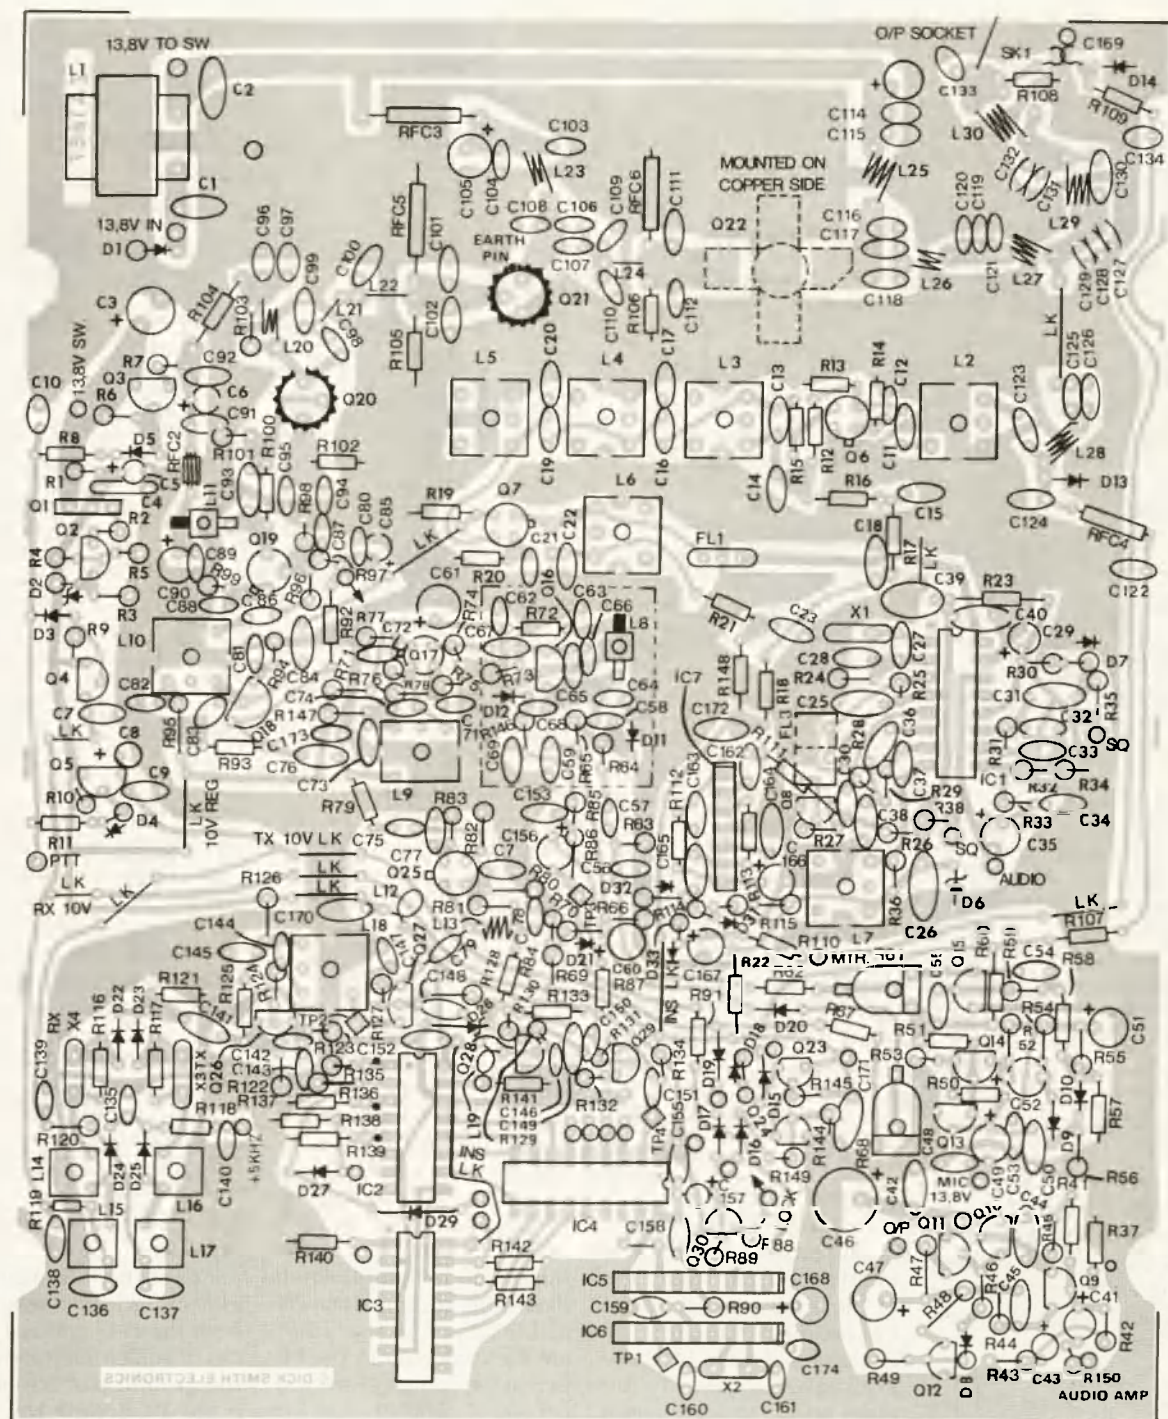 13,8V TO SW
O/P SOCKET
SK1
C169
L1
C2
C133
D14
R108
R109
C114
C115
RFC3
C103
L30
C134
MOUNTED ON
COPPER SIDE
C105
C104
L23
L25
C132
C131
C130
C1
RFC5
C109
RFC6
C111
C120
C119
L29
13,8V IN
C96
C97
C101
C108
C106
Q22
C116
C117
D1
EARTH
PIN
C107
C100
C99
L22
L24
Q21
C118
L26
C121
L27
C129
C128
C127
C3
R104
R103
L21
C98
C102
C110
R106
C112
LK
13,8V SW.
L20
R105
C20
C17
C125
C126
R7
C92
L5
L4
L3
R13
R14
C12
L2
C10
Q3
C6
C13
C123
R6
C91
Q20
R8
D5
RFC2
R101
R100
C95
R102
R15
R12
Q6
C11
L28
R1
C5
C93
R98
C94
C19
C16
C14
R16
D13
Q1
C4
L11
C80
C85
R19
Q7
L6
C15
C124
R2
C87
FL1
C18
R17
LK
RFC4
Q2
R4
R5
C89
Q19
R99
R96
R97
R20
C21
Q16
C22
D2
R3
C90
C88
C86
C61
R74
C62
R72
C63
C66
C39
R23
C122
D3
R9
L10
R92
R77
C72
C67
L8
R21
C23
X1
C40
C29
Q4
C81
R94
C84
R71
Q17
R75
R73
C65
IC7
R148
R18
C28
C27
R30
D7
C82
R76
R78
D12
C64
R24
R25
C31
R35
C7
R95
C83
Q18
C74
R147
R146
C68
C58
C172
FL3
C25
C36
R28
32'
SQ
LK
C8
R93
C173
C76
C69
C59
R65
D11
R64
C162
R111
C33
R31
Q5
C9
C73
L9
R112
C163
C164
Q8
C37
R29
IC1
R32
R34
R10
D4
LK
10V REG
R79
R83
C153
R85
C57
R38
R33
C34
R11
TX 10V LK
C75
R82
C156
R86
R63
C165
R27
C38
R26
SQ
C35
PTT
LK
C77
Q25
D32
AUDIO
LK
RX 10V
LK
R126
LK
L12
R81
R80
R70
R66
R114
C166
R115
L7
R36
C26
D6
LK
R107
C144
C170
L18
C147
Q27
L13
C79
R84
D21
C60
D33
C167
R110
C145
C148
R128
R69
R87
LK
INS
R22
R62
C54
R58
R121
R125
R124
R127
R130
R133
C150
R91
D20
R67
R51
R54
C51
RX
X4
R116
D22
D23
R117
C141
TP2
C152
D28
R131
Q29
D18
Q23
Q14
R55
C139
C142
C143
R123
Q28
R134
D19
R145
C171
R53
X3TX
Q26
R122
R137
R135
R136
R141
C146
C149
R129
R132
C151
D17
D15
R50
C52
D10
R57
C135
R118
R138
L19
TP4
C155
D16
R144
R68
C48
Q13
D9
R120
R139
INS
LK
R149
C42
MIC
13,8V
C49
C53
C50
R56
L14
D24
D25
C140
+5KHZ
D27
IC2
R119
L15
L16
D29
IC4
C158
C46
O/P
Q11
R37
L17
R140
R142
Q30
R89
R47
C138
IC3
R143
IC5
C168
C47
R48
R46
C45
Q9
C41
C136
C137
C159
R90
R44
R42
IC6
TP1
C174
R49
Q12
D8
R43
C43
R150
X2
AUDIO AMP
C160
C161
DICK SMITH ELECTRONICS